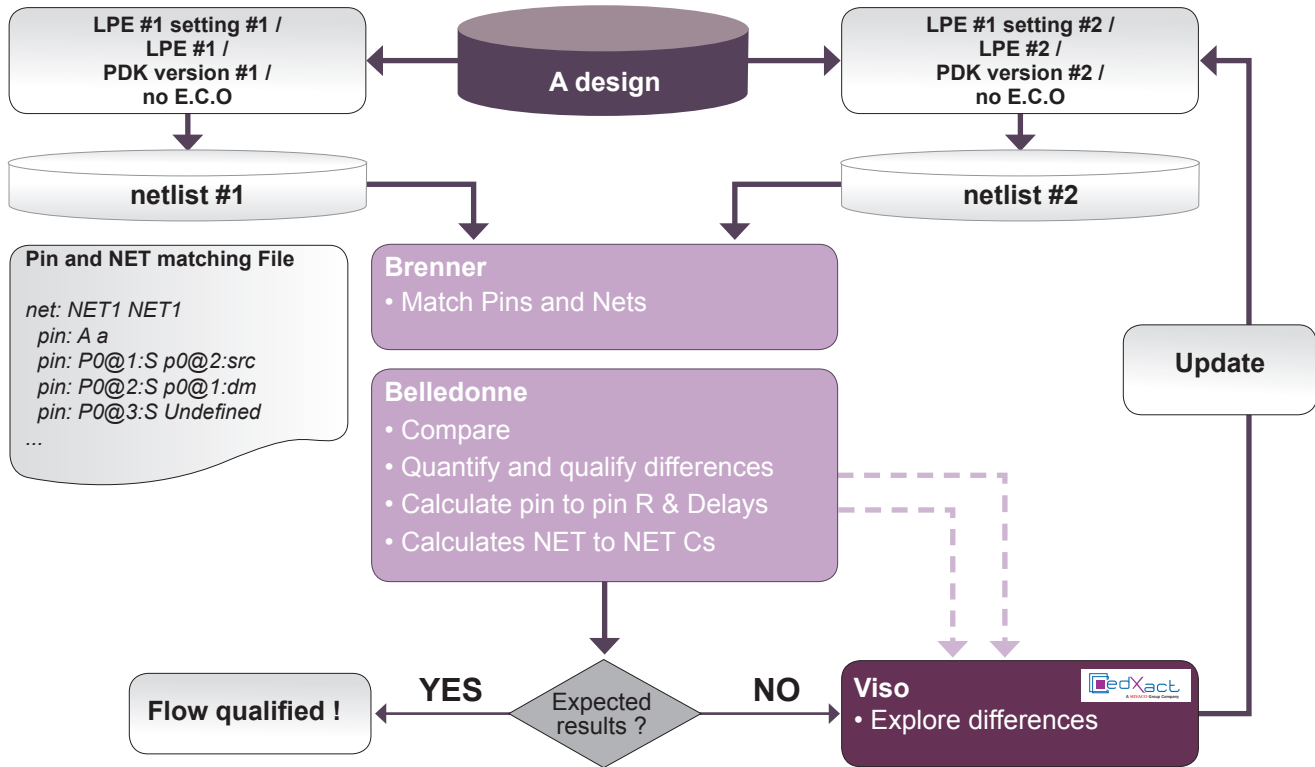 LPE #1 setting #1 /
LPE #1 /
PDK version #1 /
no E.C.O
A design
LPE #1 setting #2 /
LPE #2 /
PDK version #2 /
no E.C.O
netlist #1
netlist #2
Pin and NET matching File
net: NET1 NET1
pin: A a
pin: P0@1:S p0@2:src
pin: P0@2:S p0@1:dm
pin: P0@3:S Undefined
...
Brenner
• Match Pins and Nets
Belledonne
• Compare
• Quantify and qualify differences
• Calculate pin to pin R & Delays
• Calculates NET to NET Cs
Update
Flow qualified !
YES
Expected
results ?
NO
Viso
• Explore differences
edXact
A SILVACO Group Company